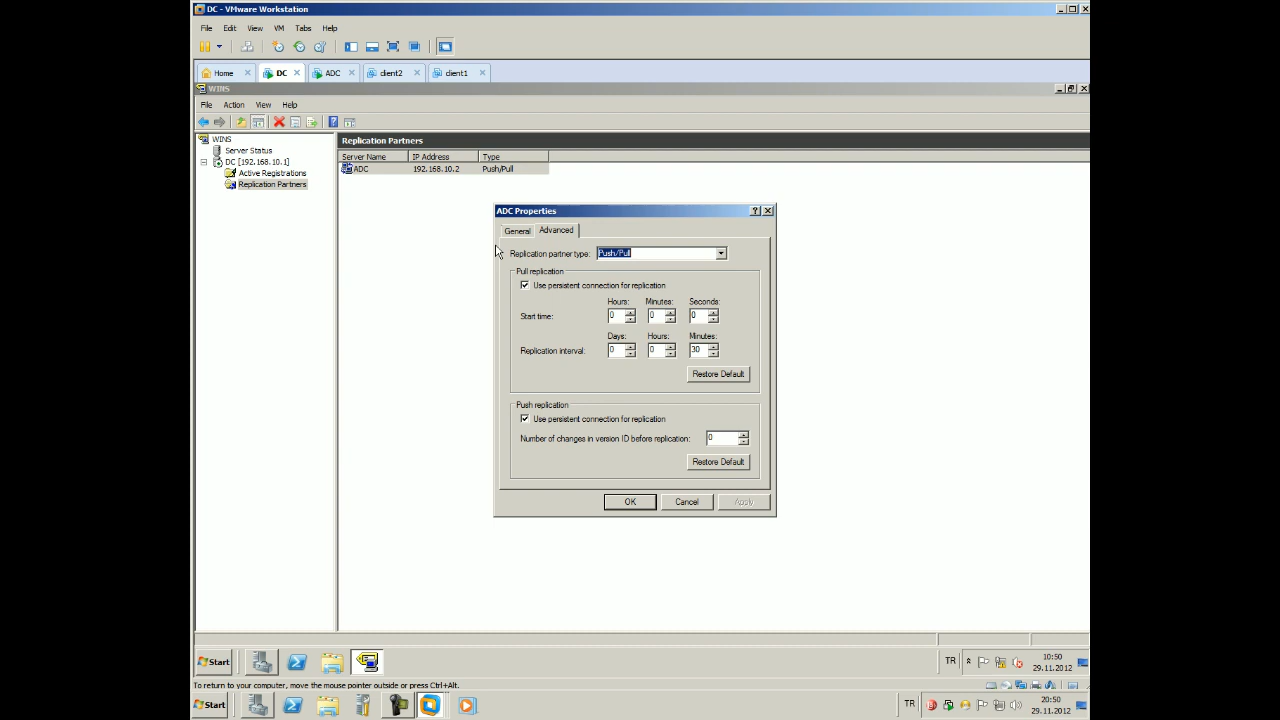 DC - VMware Workstation
File Edit View VM Tabs Help
Home DC ADC client2 client1
WINS
File Action View Help
WINS
Server Status
DC [192.168.10.1]
Active Registrations
Replication Partners
Replication Partners
Server Name IP Address Type
ADC 192.168.10.2 Push/Pull
ADC Properties
General Advanced
Replication partner type: Push/Pull
Pull replication
Use persistent connection for replication
Hours: Minutes: Seconds:
Start time: 0 0 0
Days: Hours: Minutes:
Replication interval: 0 0 30
Restore Default
Push replication
Use persistent connection for replication
Number of changes in version ID before replication: 0
Restore Default
OK Cancel Apply
Start TR 10:50
29.11.2012
To return to your computer, move the mouse pointer outside or press Ctrl+Alt.
Start TR 20:50
29.11.2012